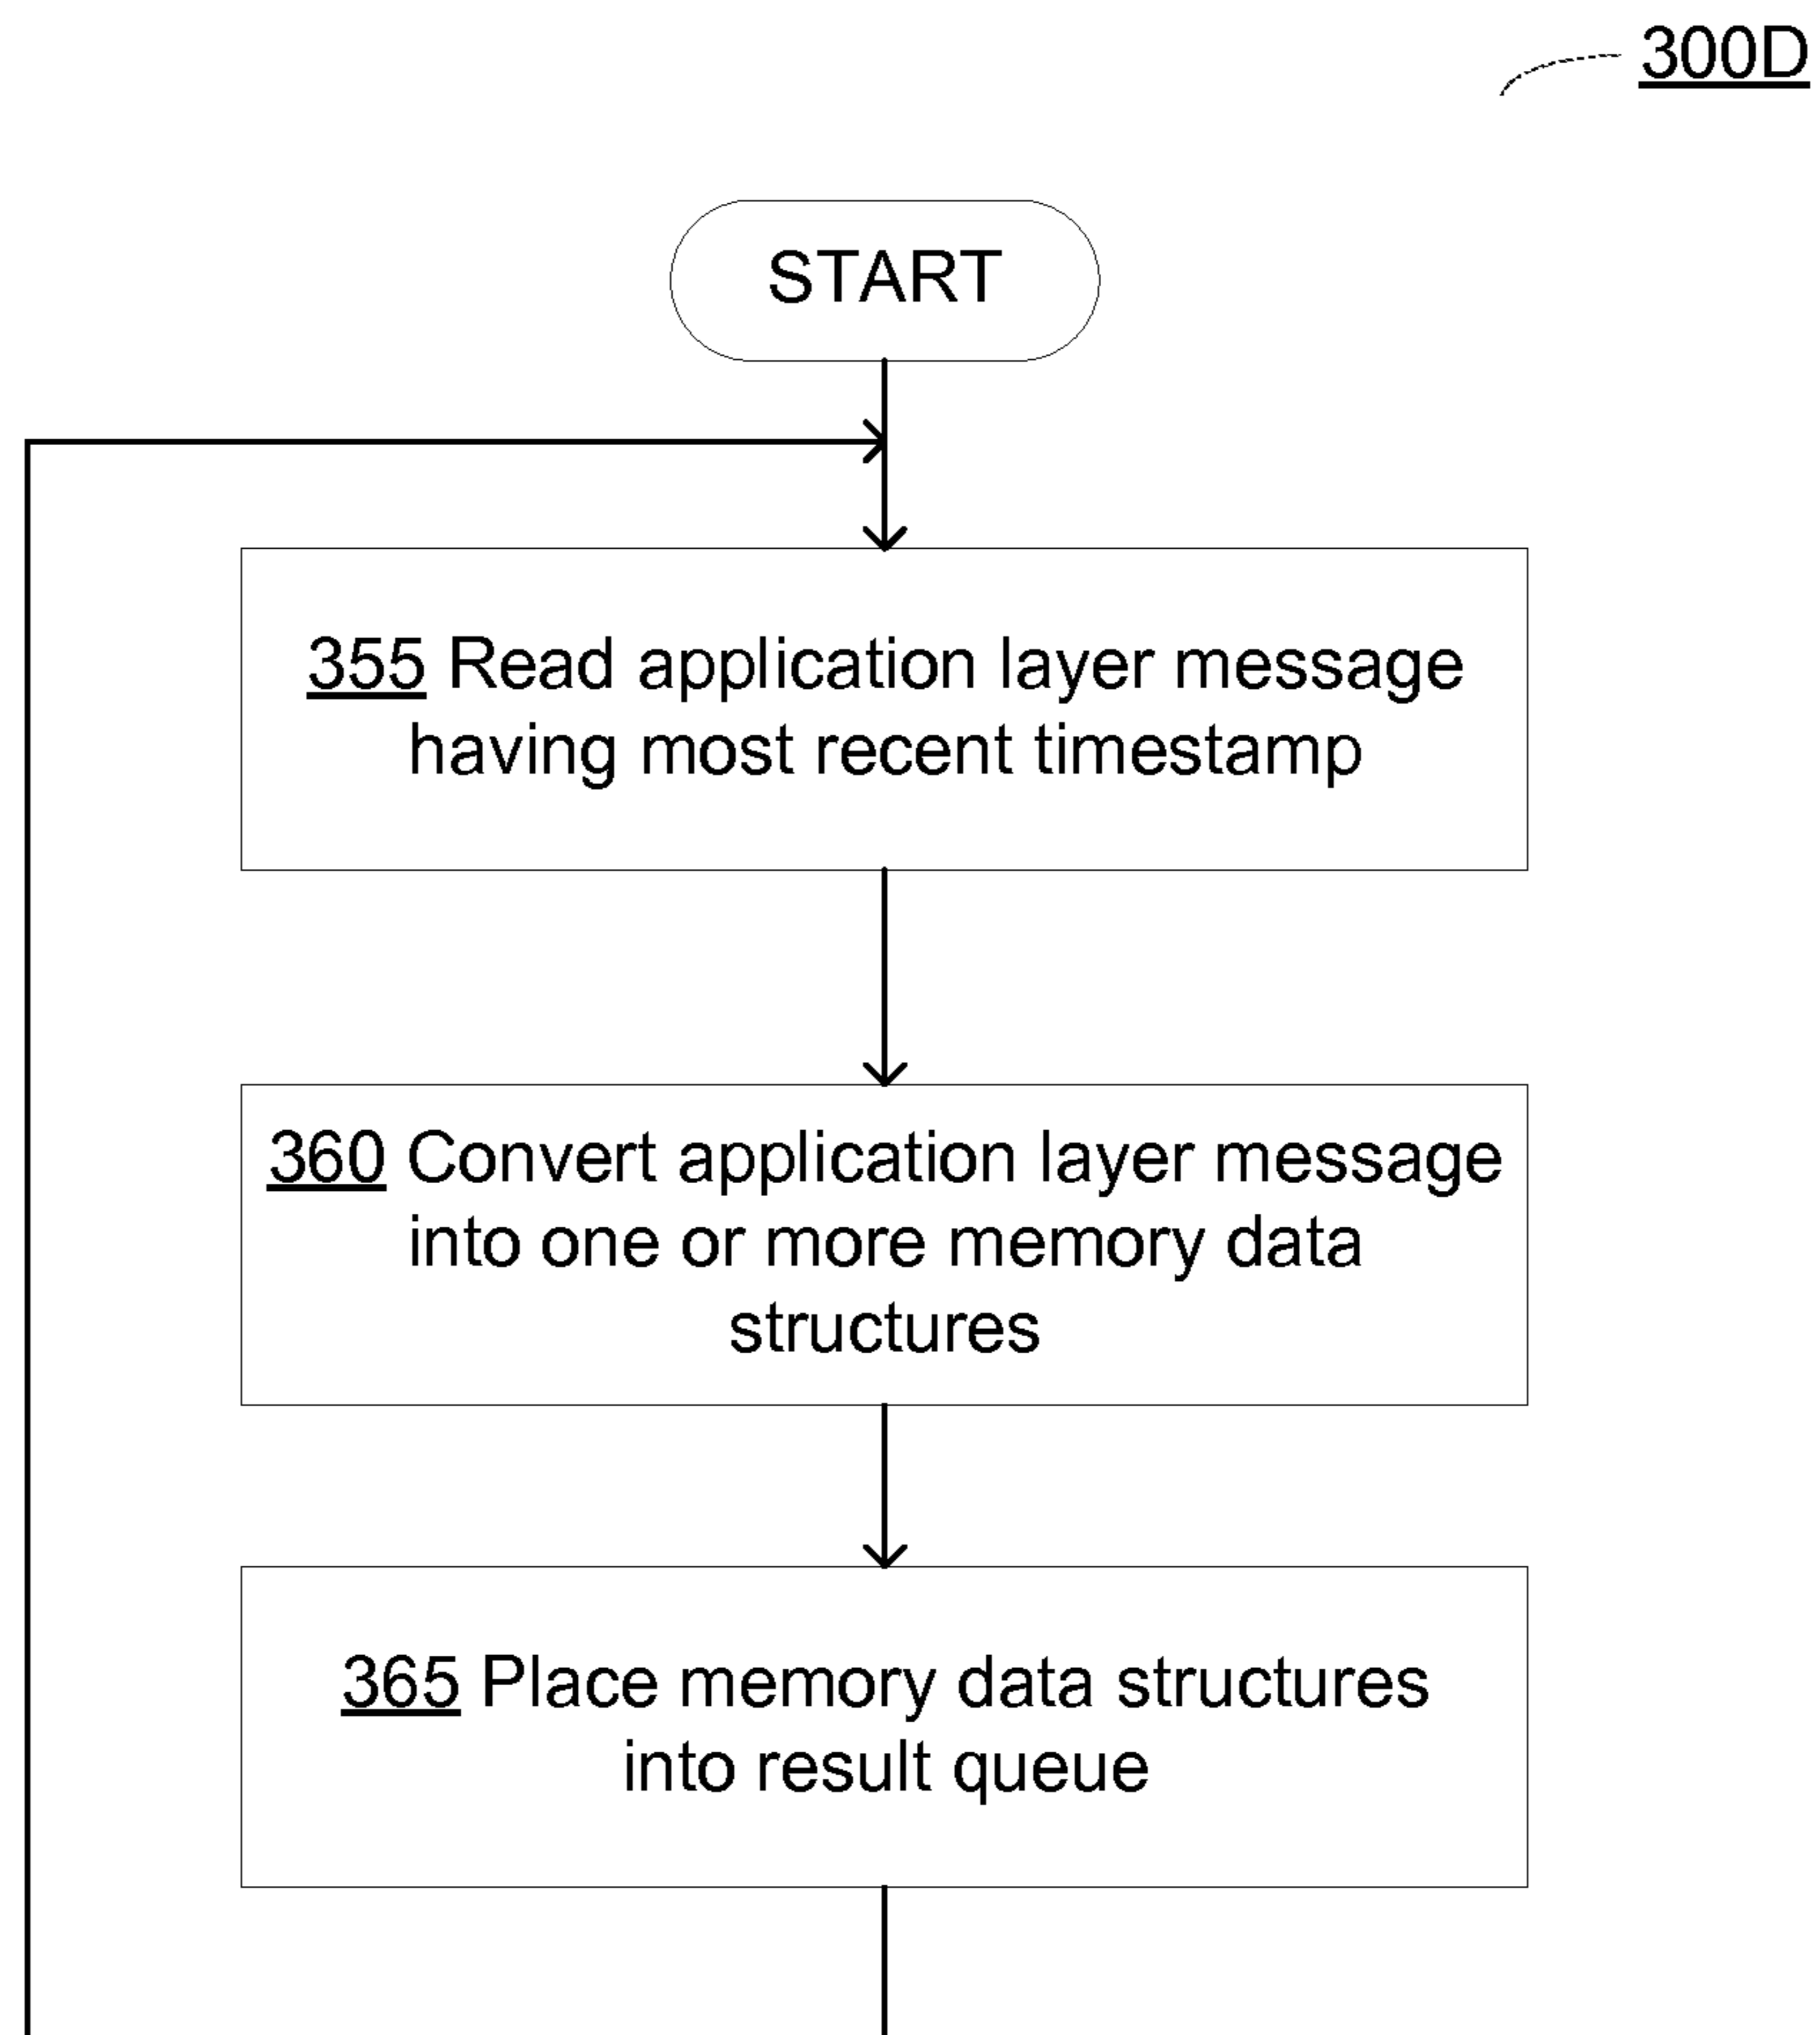 300D
START
355 Read application layer message
having most recent timestamp
360 Convert application layer message
into one or more memory data
structures
365 Place memory data structures
into result queue